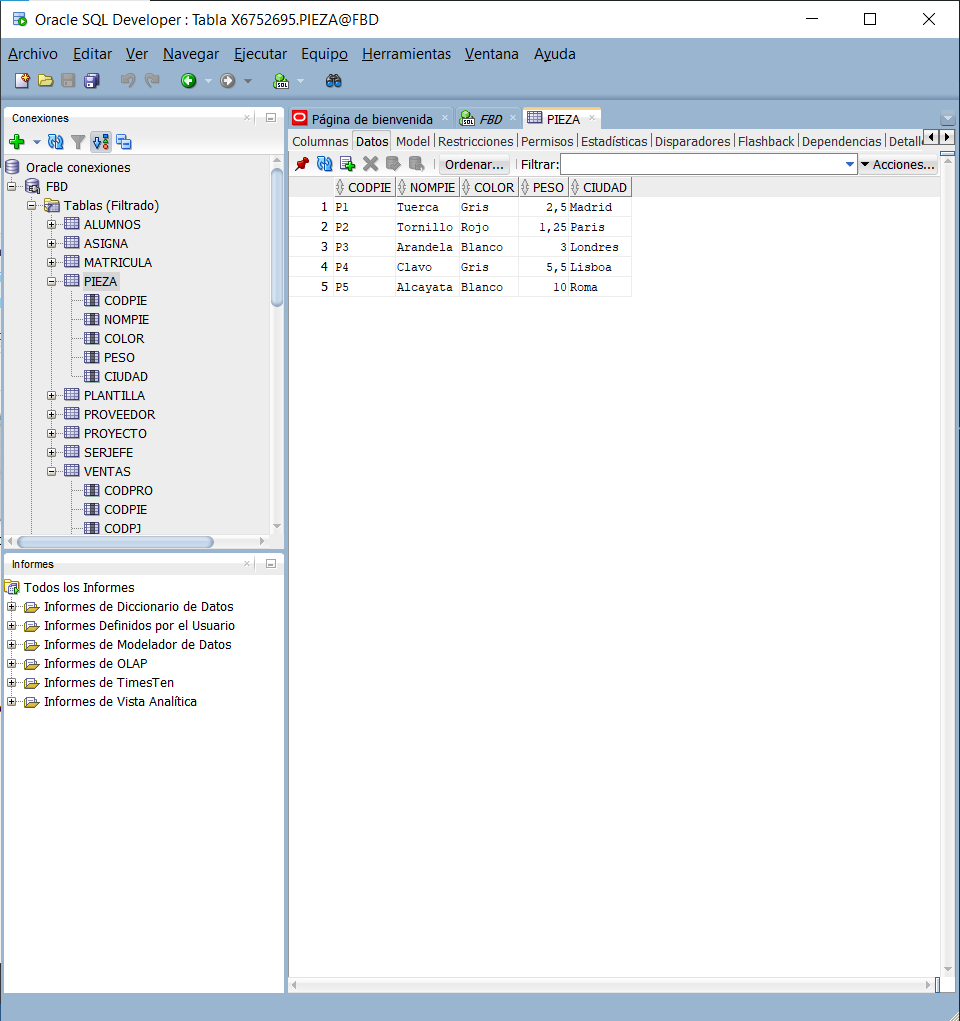 Oracle SQL Developer : Tabla X6752695.PIEZA@FBD
Archivo Editar Ver Navegar Ejecutar Equipo Herramientas Ventana Ayuda
Conexiones
Oracle conexiones
FBD
Tablas (Filtrado)
ALUMNOS
ASIGNA
MATRICULA
PIEZA
CODPIE
NOMPIE
COLOR
PESO
CIUDAD
PLANTILLA
PROVEEDOR
PROYECTO
SERJEFE
VENTAS
CODPRO
CODPIE
CODPJ
Informes
Todos los Informes
Informes de Diccionario de Datos
Informes Definidos por el Usuario
Informes de Modelador de Datos
Informes de OLAP
Informes de TimesTen
Informes de Vista Analítica
Página de bienvenida FBD PIEZA
Columnas Datos Model Restricciones Permisos Estadísticas Disparadores Flashback Dependencias Detalle
Ordenar... Filtrar: Acciones...
CODPIE NOMPIE COLOR PESO CIUDAD
1 P1 Tuerca Gris 2,5 Madrid
2 P2 Tornillo Rojo 1,25 Paris
3 P3 Arandela Blanco 3 Londres
4 P4 Clavo Gris 5,5 Lisboa
5 P5 Alcayata Blanco 10 Roma